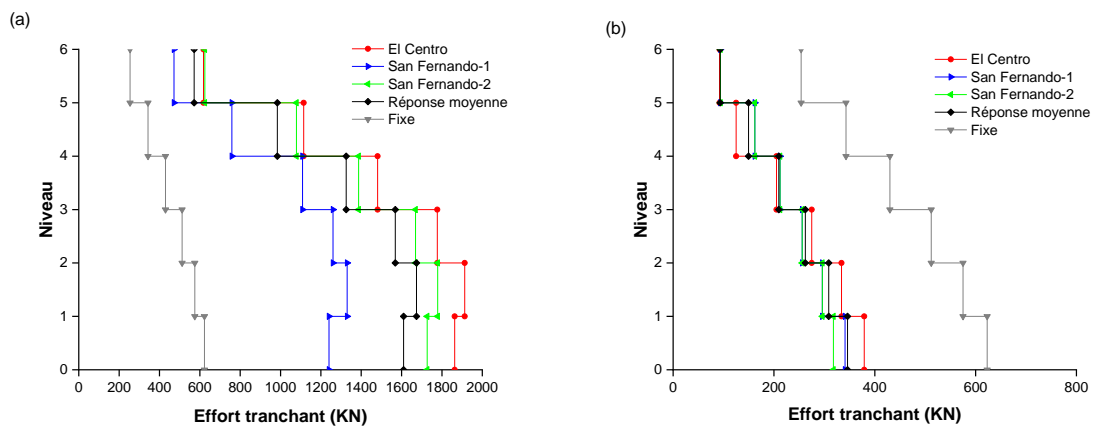 (a)
6
5
4
3
2
1
0
Niveau
0 200 400 600 800 1000 1200 1400 1600 1800 2000
Effort tranchant (KN)
El Centro
San Fernando-1
San Fernando-2
Réponse moyenne
Fixe
(b)
6
5
4
3
2
1
0
Niveau
0 200 400 600 800
Effort tranchant (KN)
El Centro
San Fernando-1
San Fernando-2
Réponse moyenne
Fixe